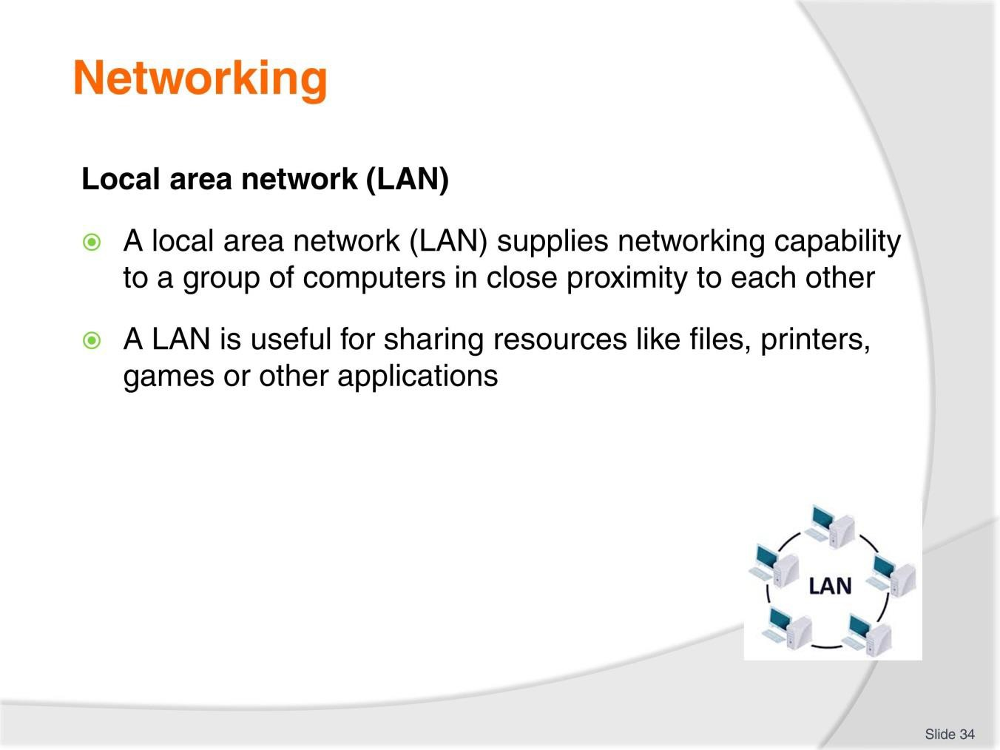 Networking
Local area network (LAN)
A local area network (LAN) supplies networking capability
to a group of computers in close proximity to each other
A LAN is useful for sharing resources like files, printers,
games or other applications
LAN
Slide 34